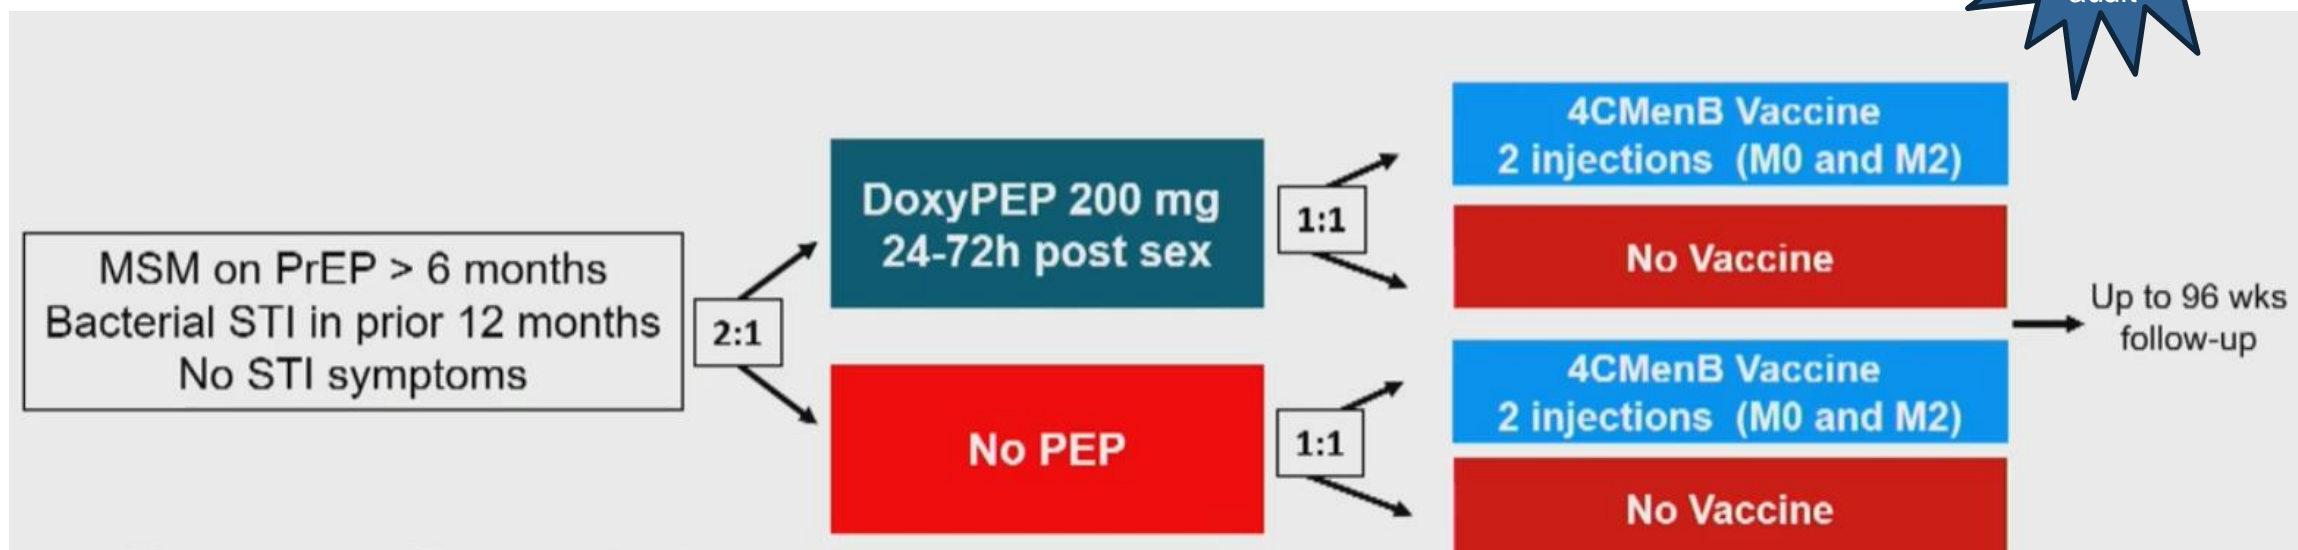 MSM on PrEP > 6 months
Bacterial STI in prior 12 months
No STI symptoms
2:1
DoxyPEP 200 mg
24-72h post sex
No PEP
1:1
1:1
4CMenB Vaccine
2 injections (M0 and M2)
No Vaccine
4CMenB Vaccine
2 injections (M0 and M2)
No Vaccine
Up to 96 wks
follow-up